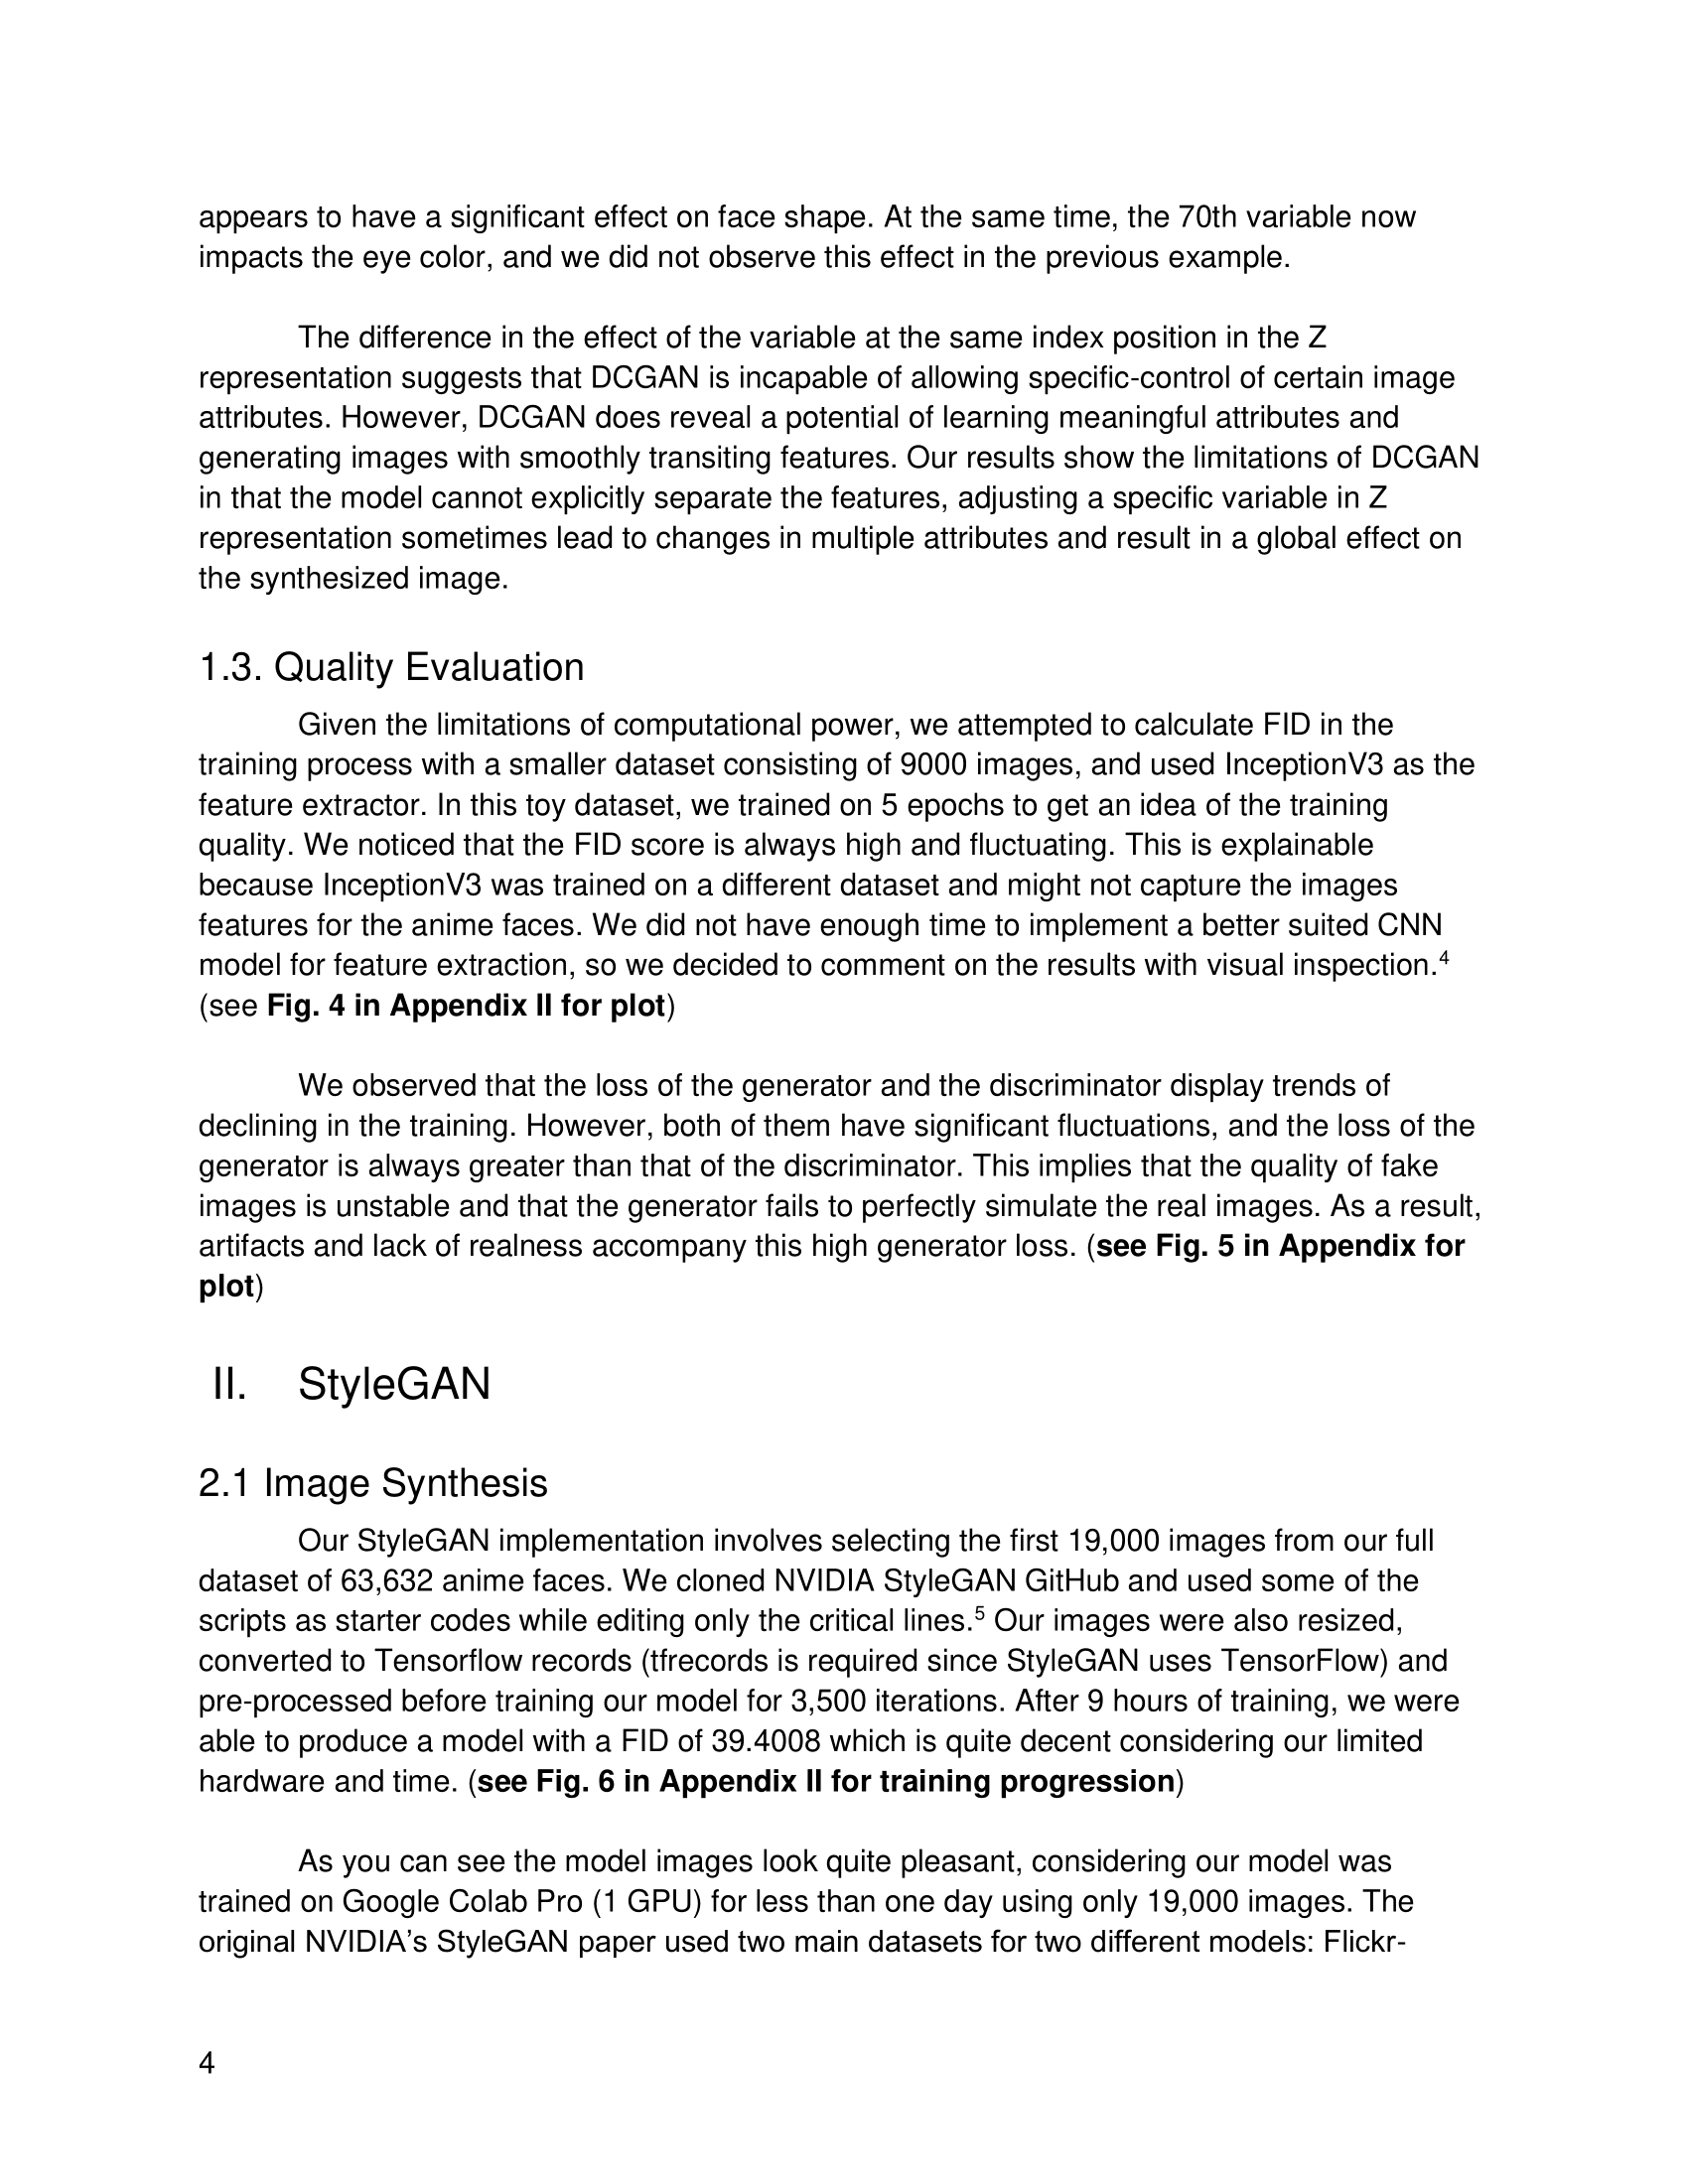 appears to have a significant effect on face shape. At the same time, the 70th variable now
impacts the eye color, and we did not observe this effect in the previous example.
The difference in the effect of the variable at the same index position in the Z
representation suggests that DCGAN is incapable of allowing specific-control of certain image
attributes. However, DCGAN does reveal a potential of learning meaningful attributes and
generating images with smoothly transiting features. Our results show the limitations of DCGAN
in that the model cannot explicitly separate the features, adjusting a specific variable in Z
representation sometimes lead to changes in multiple attributes and result in a global effect on
the synthesized image.
1.3. Quality Evaluation
Given the limitations of computational power, we attempted to calculate FID in the
training process with a smaller dataset consisting of 9000 images, and used InceptionV3 as the
feature extractor. In this toy dataset, we trained on 5 epochs to get an idea of the training
quality. We noticed that the FID score is always high and fluctuating. This is explainable
because InceptionV3 was trained on a different dataset and might not capture the images
features for the anime faces. We did not have enough time to implement a better suited CNN
model for feature extraction, so we decided to comment on the results with visual inspection.⁴
(see Fig. 4 in Appendix II for plot)
We observed that the loss of the generator and the discriminator display trends of
declining in the training. However, both of them have significant fluctuations, and the loss of the
generator is always greater than that of the discriminator. This implies that the quality of fake
images is unstable and that the generator fails to perfectly simulate the real images. As a result,
artifacts and lack of realness accompany this high generator loss. (see Fig. 5 in Appendix for
plot)
II. StyleGAN
2.1 Image Synthesis
Our StyleGAN implementation involves selecting the first 19,000 images from our full
dataset of 63,632 anime faces. We cloned NVIDIA StyleGAN GitHub and used some of the
scripts as starter codes while editing only the critical lines.⁵ Our images were also resized,
converted to Tensorflow records (tfrecords is required since StyleGAN uses TensorFlow) and
pre-processed before training our model for 3,500 iterations. After 9 hours of training, we were
able to produce a model with a FID of 39.4008 which is quite decent considering our limited
hardware and time. (see Fig. 6 in Appendix II for training progression)
As you can see the model images look quite pleasant, considering our model was
trained on Google Colab Pro (1 GPU) for less than one day using only 19,000 images. The
original NVIDIA’s StyleGAN paper used two main datasets for two different models: Flickr-
4